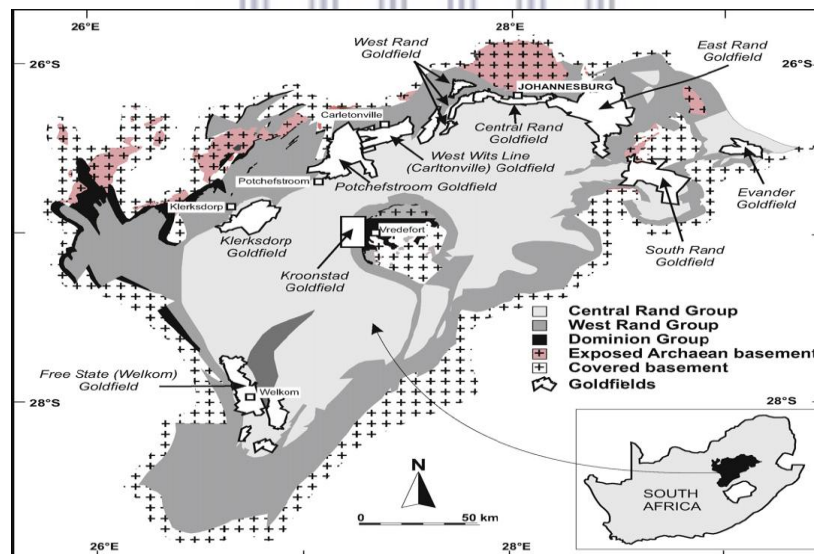 26°E
28°E
26°S
26°S
West Rand
Goldfield
East Rand
Goldfield
JOHANNESBURG
Carletonville
Central Rand
Goldfield
West Wits Line
(Carltonville) Goldfield
Potchefstroom
Potchefstroom Goldfield
Evander
Goldfield
Klerksdorp
Klerksdorp
Goldfield
Vredefort
South Rand
Goldfield
Kroonstad
Goldfield
Central Rand Group
West Rand Group
Dominion Group
Exposed Archaean basement
Covered basement
Goldfields
Free State (Welkom)
Goldfield
Welkom
28°S
28°S
N
0 50 km
SOUTH
AFRICA
26°E
28°E